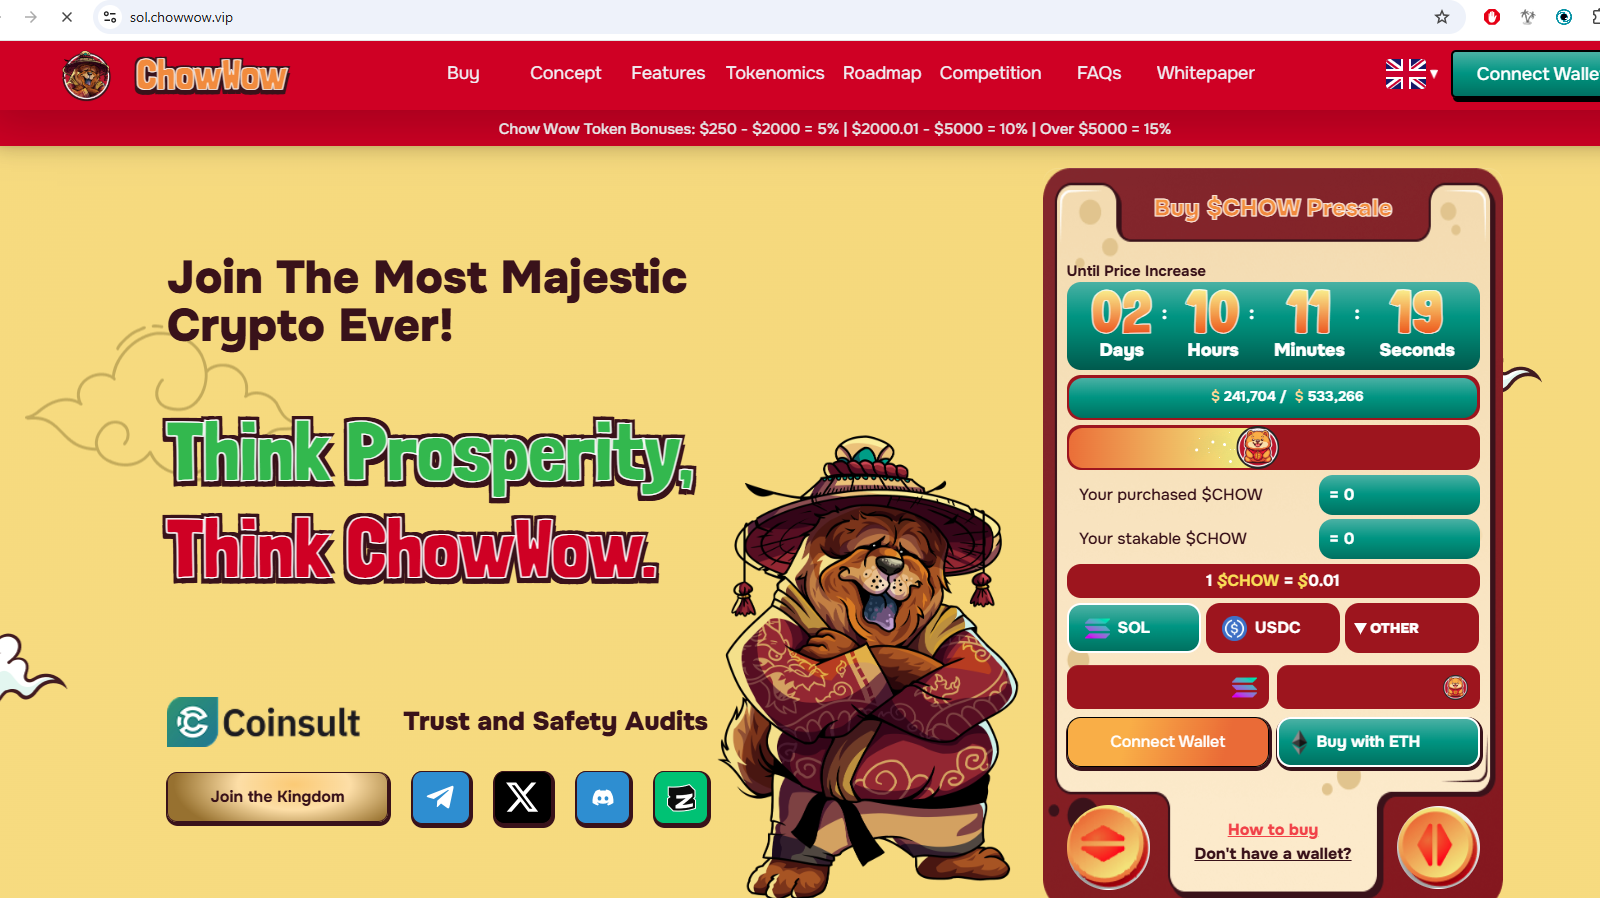 sol.chowwow.vip
ChowWow
Buy Concept Features Tokenomics Roadmap Competition FAQs Whitepaper
Chow Wow Token Bonuses: $250 - $2000 = 5% | $2000.01 - $5000 = 10% | Over $5000 = 15%
Join The Most Majestic
Crypto Ever!
Think Prosperity,
Think ChowWow.
Coinsult Trust and Safety Audits
Join the Kingdom
Buy $CHOW Presale
Until Price Increase
02 : 10 : 11 : 19
Days Hours Minutes Seconds
$ 241,704 / $ 533,266
Your purchased $CHOW = 0
Your stakable $CHOW = 0
1 $CHOW = $0.01
SOL USDC ▼ OTHER
Connect Wallet Buy with ETH
How to buy
Don't have a wallet?
Connect